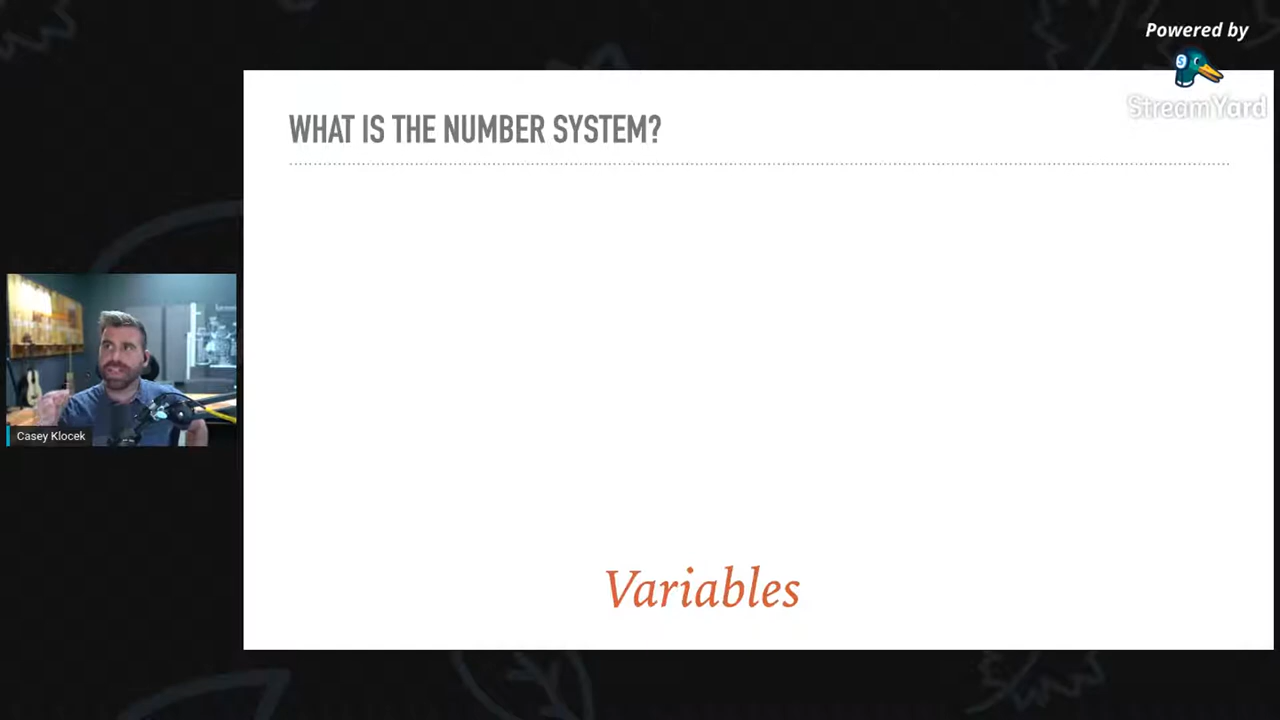 Powered by
StreamYard
WHAT IS THE NUMBER SYSTEM?
Casey Klocek
Variables